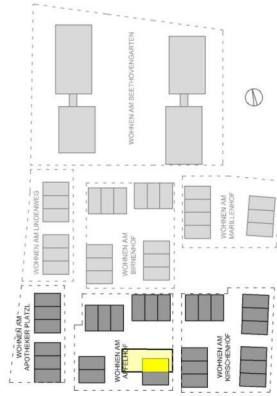 WOHNEN AM BEETHOVENGARTEN
WOHNEN AM LINDENWEG
WOHNEN AM
BIRNENHOF
WOHNEN AM
MARILLENHOF
WOHNEN AM
APOTHEKER PLATZL
WOHNEN AM
APFELHOF
WOHNEN AM
KIRSCHENHOF